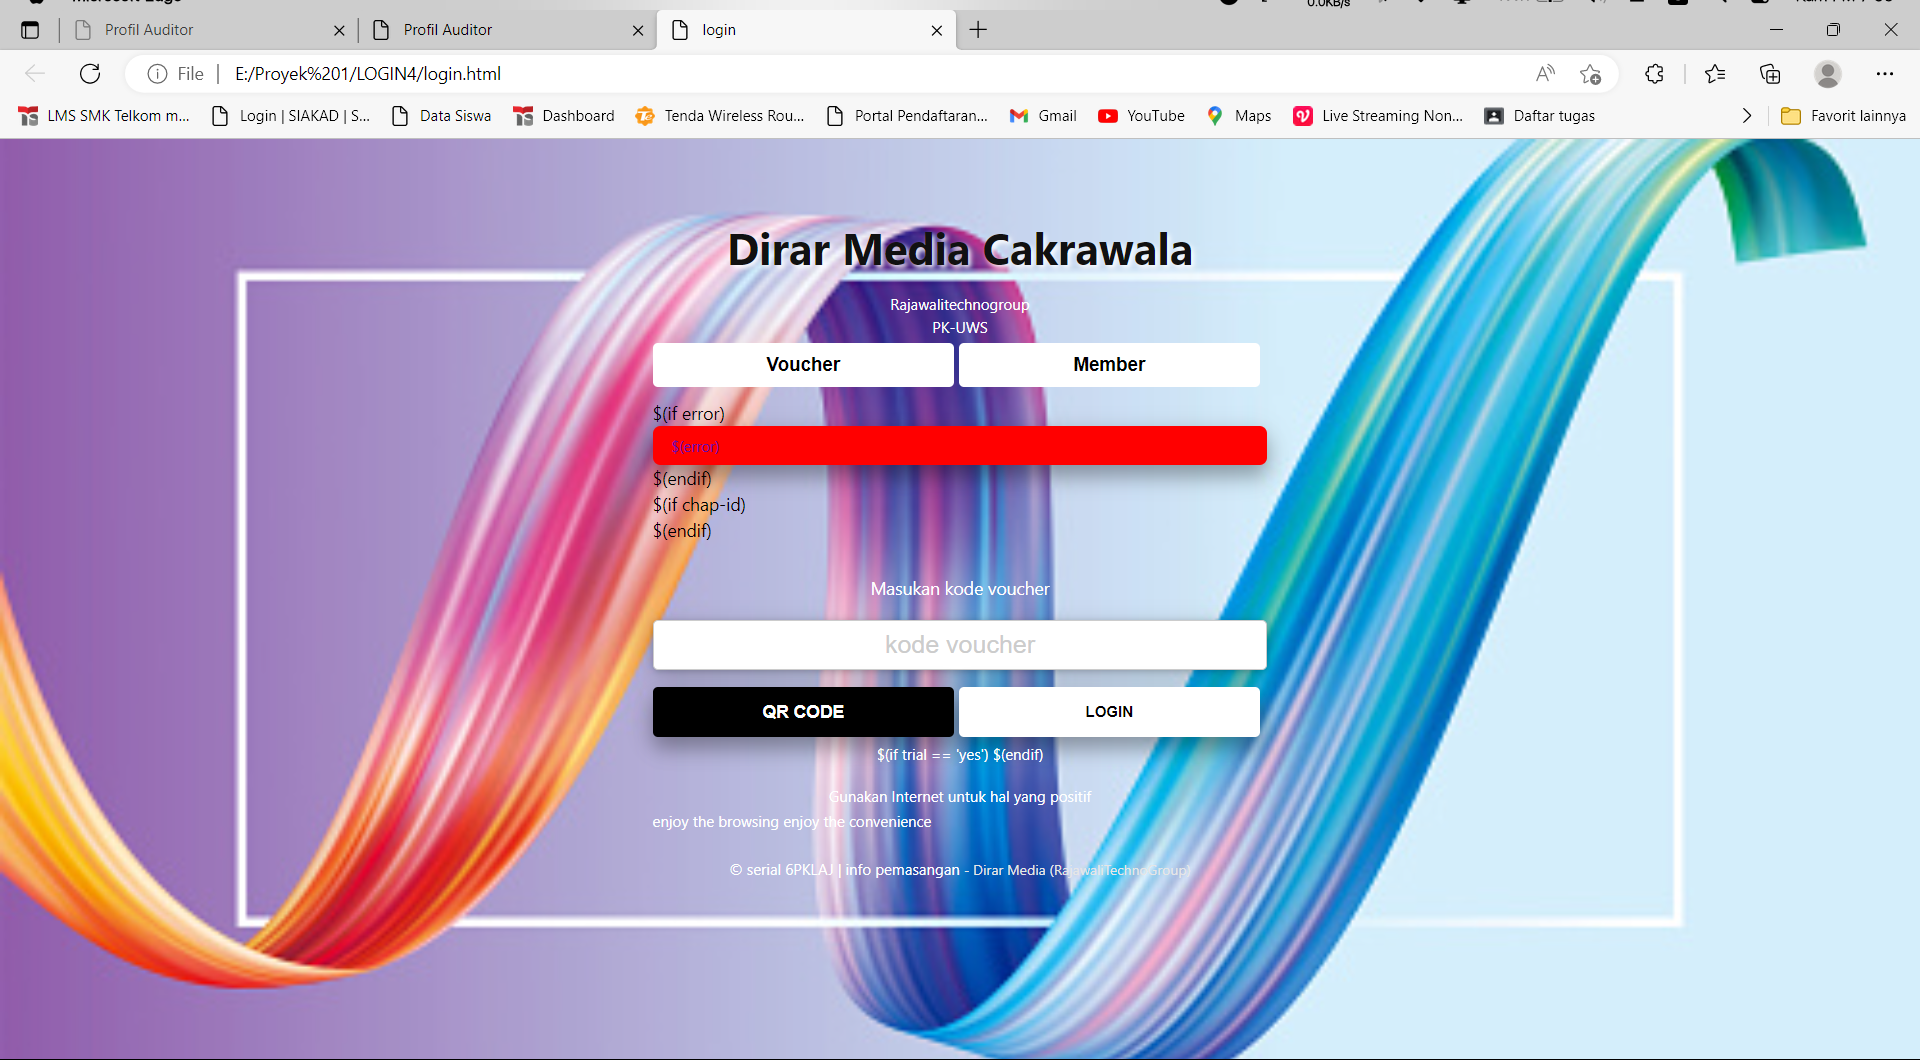 Microsoft Edge
0.0KB/s
Profil Auditor
Profil Auditor
login
File
E:/Proyek%201/LOGIN4/login.html
LMS SMK Telkom m...
Login | SIAKAD | S...
Data Siswa
Dashboard
Tenda Wireless Rou...
Portal Pendaftaran...
Gmail
YouTube
Maps
Live Streaming Non...
Daftar tugas
Favorit lainnya
Dirar Media Cakrawala
Rajawalitechnogroup
PK-UWS
Voucher
Member
$(if error)
$(error)
$(endif)
$(if chap-id)
$(endif)
Masukan kode voucher
kode voucher
QR CODE
LOGIN
$(if trial == 'yes') $(endif)
Gunakan Internet untuk hal yang positif
enjoy the browsing enjoy the convenience
© serial 6PKLAJ | info pemasangan - Dirar Media (RajawaliTechnoGroup)